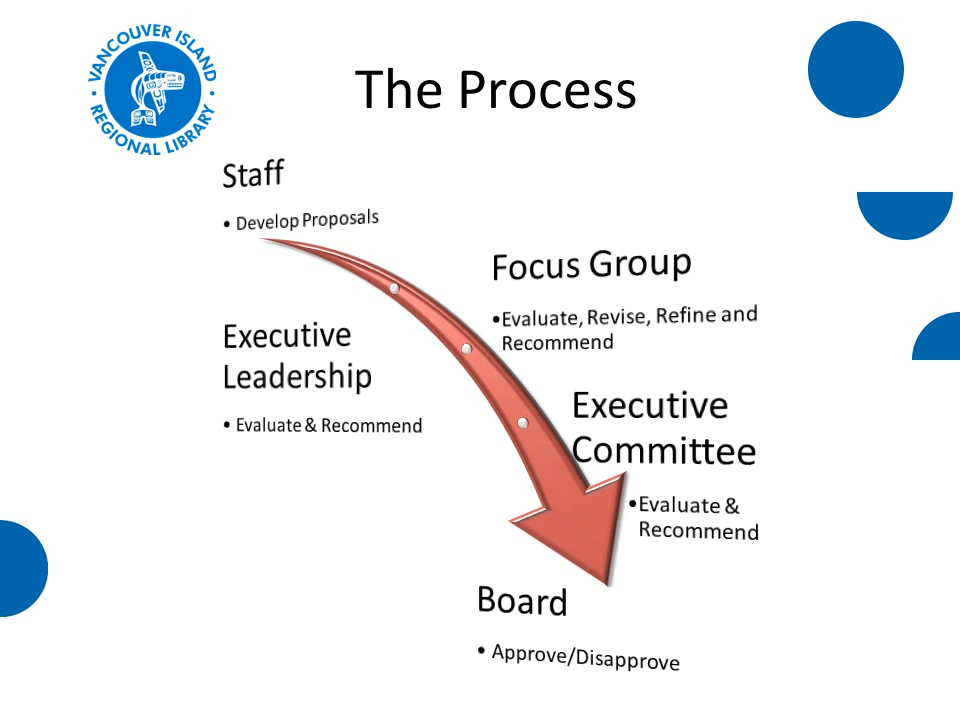 VANCOUVER ISLAND
• REGIONAL LIBRARY •
The Process
Staff
• Develop Proposals
Focus Group
•Evaluate, Revise, Refine and
Recommend
Executive
Leadership
• Evaluate & Recommend
Executive
Committee
•Evaluate &
Recommend
Board
• Approve/Disapprove